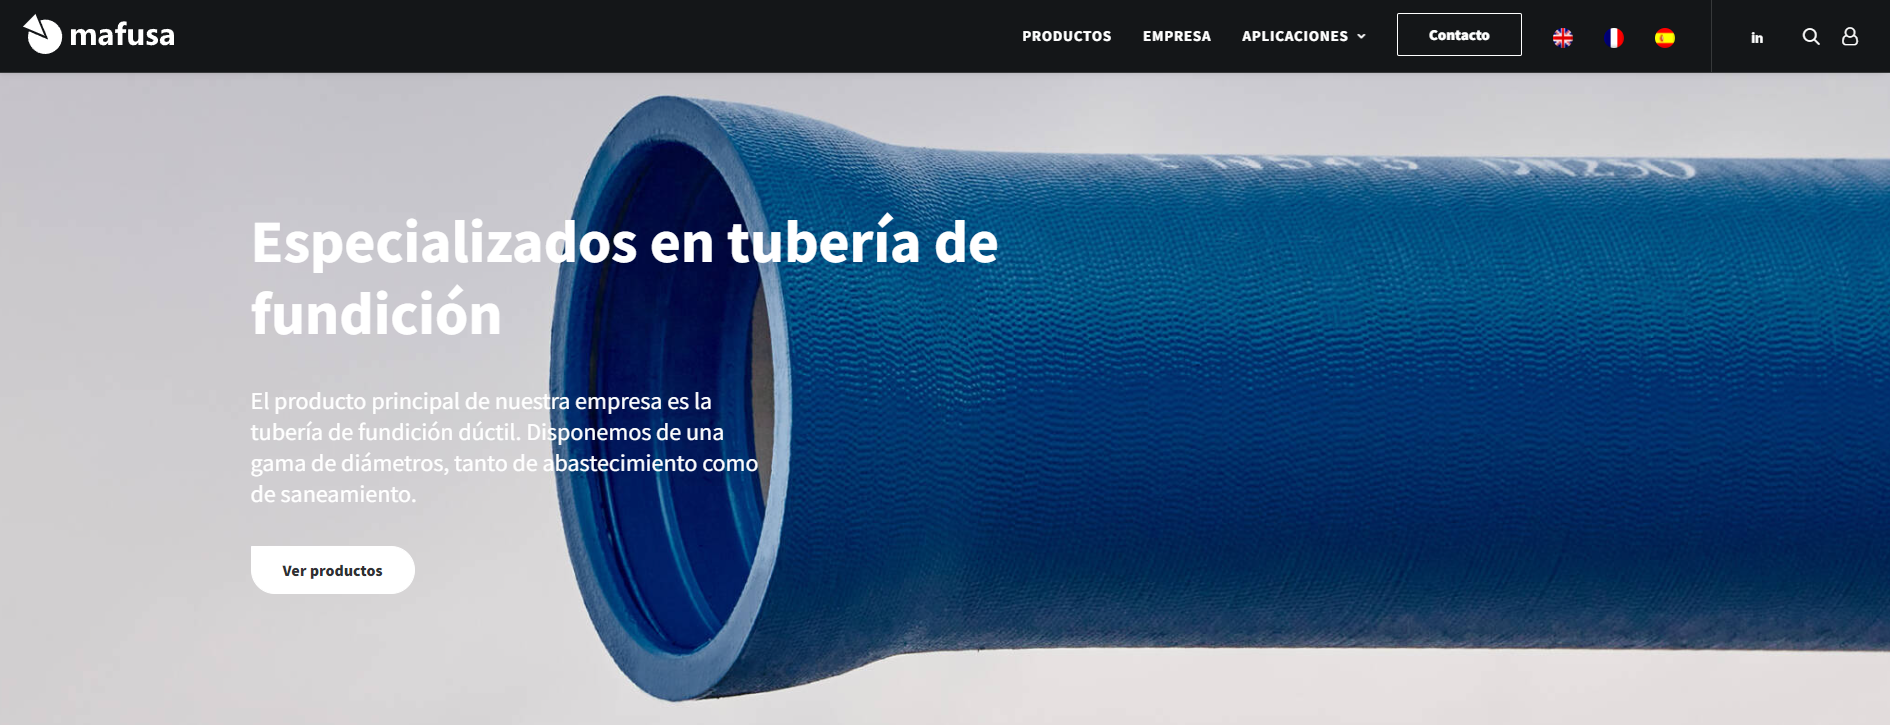 mafusa
PRODUCTOS EMPRESA APLICACIONES Contacto in
EN545 DN250
Especializados en tubería de
fundición
El producto principal de nuestra empresa es la
tubería de fundición dúctil. Disponemos de una
gama de diámetros, tanto de abastecimiento como
de saneamiento.
Ver productos